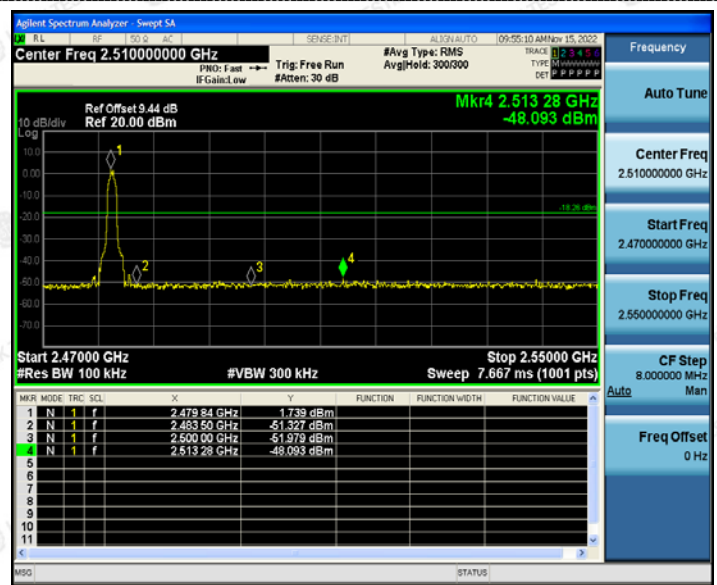 Agilent Spectrum Analyzer - Swept SA
RL RF 50 Ω AC SENSE:INT ALIGN AUTO 09:55:10 AM Nov 15, 2022
Center Freq 2.510000000 GHz
PNO: Fast
IFGain:Low
Trig: Free Run
#Atten: 30 dB
#Avg Type: RMS
Avg|Hold: 300/300
TRACE 1 2 3 4 5 6
TYPE M
DET P P P P P P
Ref Offset 9.44 dB
10 dB/div Ref 20.00 dBm
Log
Mkr4 2.513 28 GHz
-48.093 dBm
10.0
0.00
-10.0
-20.0
-30.0
-40.0
-50.0
-60.0
-70.0
1
2
3
4
-18.26 dBm
Start 2.47000 GHz Stop 2.55000 GHz
#Res BW 100 kHz #VBW 300 kHz Sweep 7.667 ms (1001 pts)
MKR MODE TRC SCL X Y FUNCTION FUNCTION WIDTH FUNCTION VALUE
1 N 1 f 2.479 84 GHz 1.739 dBm
2 N 1 f 2.483 50 GHz -51.327 dBm
3 N 1 f 2.500 00 GHz -51.979 dBm
4 N 1 f 2.513 28 GHz -48.093 dBm
5
6
7
8
9
10
11
MSG STATUS
Frequency
Auto Tune
Center Freq
2.510000000 GHz
Start Freq
2.470000000 GHz
Stop Freq
2.550000000 GHz
CF Step
8.000000 MHz
Auto Man
Freq Offset
0 Hz